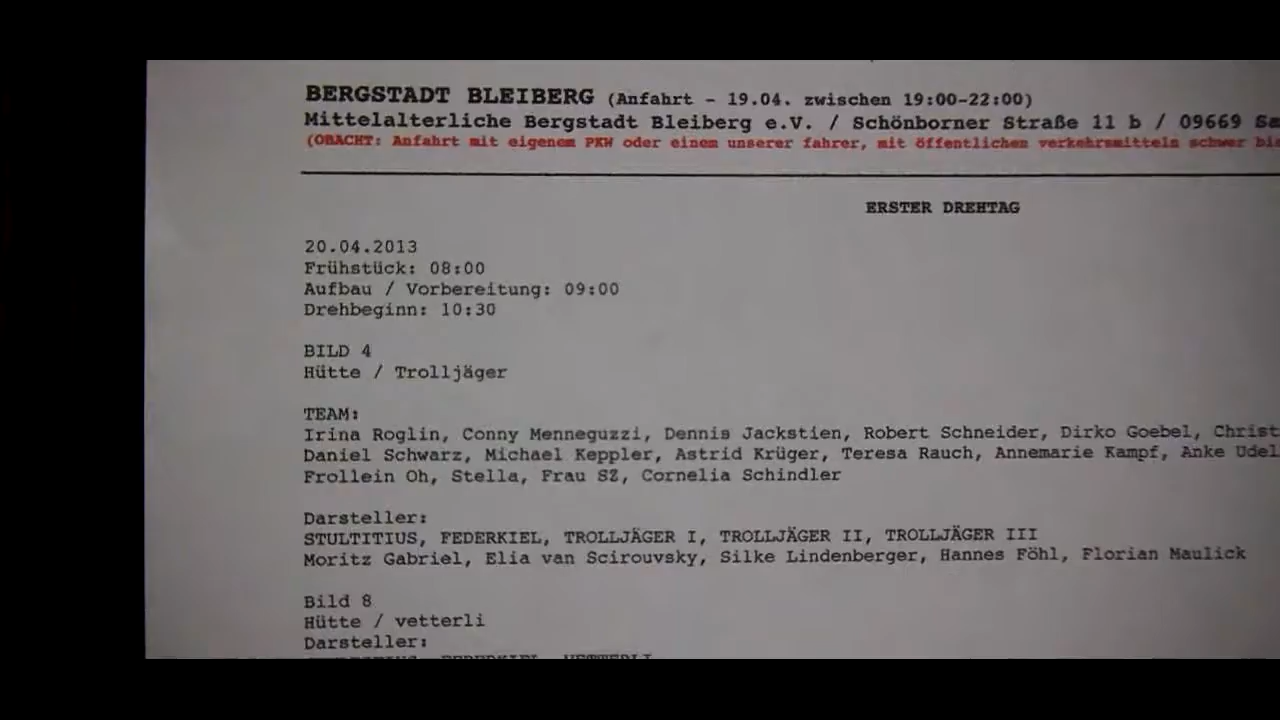 BERGSTADT BLEIBERG (Anfahrt - 19.04. zwischen 19:00-22:00)
Mittelalterliche Bergstadt Bleiberg e.V. / Schönborner Straße 11 b / 09669 Sa
(OBACHT: Anfahrt mit eigenem PKW oder einem unserer fahrer, mit öffentlichen verkehrsmitteln schwer
ERSTER DREHTAG
20.04.2013
Frühstück: 08:00
Aufbau / Vorbereitung: 09:00
Drehbeginn: 10:30
BILD 4
Hütte / Trolljäger
TEAM:
Irina Roglin, Conny Menneguzzi, Dennis Jackstien, Robert Schneider, Dirko Goebel, Christ
Daniel Schwarz, Michael Keppler, Astrid Krüger, Teresa Rauch, Annemarie Kampf, Anke Udel
Frollein Oh, Stella, Frau SZ, Cornelia Schindler
Darsteller:
STULTITIUS, FEDERKIEL, TROLLJÄGER I, TROLLJÄGER II, TROLLJÄGER III
Moritz Gabriel, Elia van Scirouvsky, Silke Lindenberger, Hannes Föhl, Florian Maulick
Bild 8
Hütte / vetterli
Darsteller: